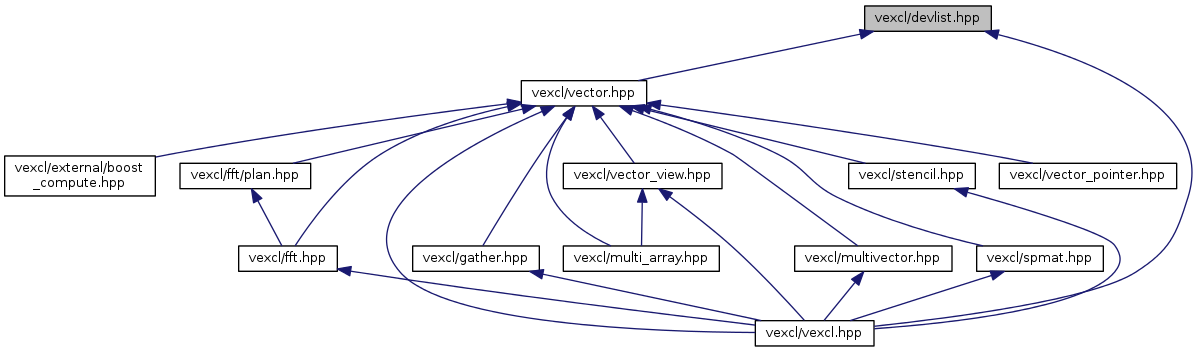 vexcl/devlist.hpp
vexcl/vector.hpp
vexcl/external/boost
_compute.hpp
vexcl/fft/plan.hpp
vexcl/vector_view.hpp
vexcl/stencil.hpp
vexcl/vector_pointer.hpp
vexcl/fft.hpp
vexcl/gather.hpp
vexcl/multi_array.hpp
vexcl/multivector.hpp
vexcl/spmat.hpp
vexcl/vexcl.hpp